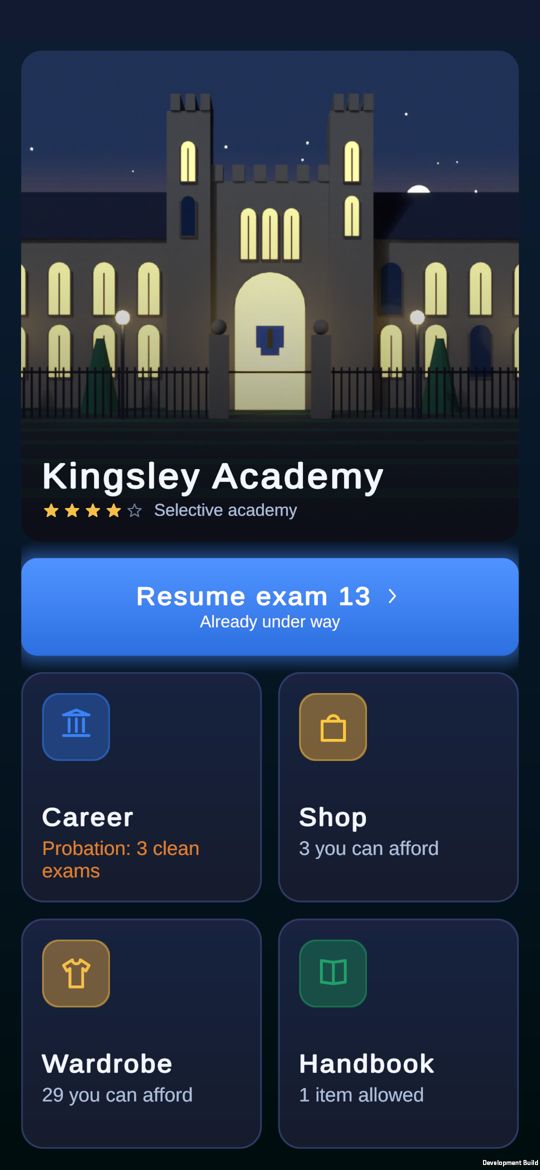 Kingsley Academy
Selective academy
Resume exam 13
Already under way
Career
Probation: 3 clean
exams
Shop
3 you can afford
Wardrobe
29 you can afford
Handbook
1 item allowed
Development Build